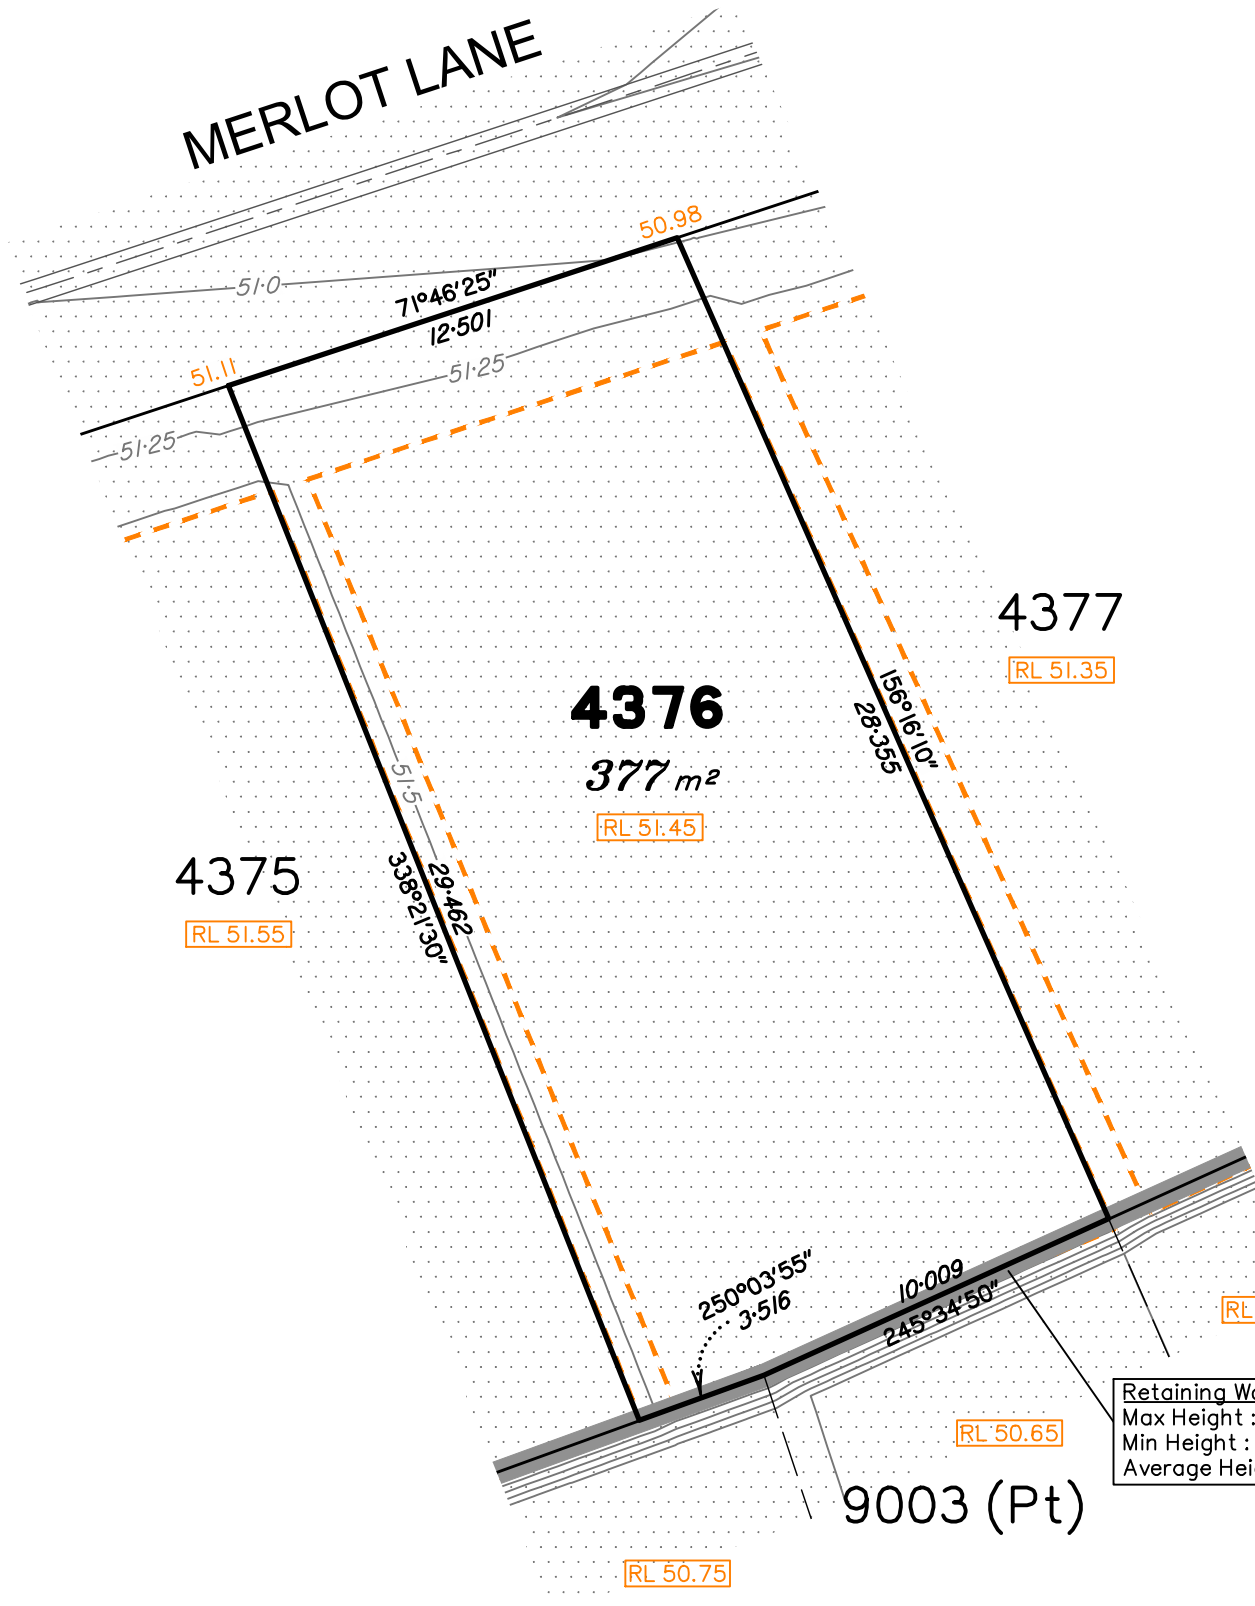 MERLOT LANE
50.98
51·0
71°46'25"
12·501
51.11
51·25
51·25
4377
RL 51.35
4376
377 m²
RL 51.45
156°16'10"
28·355
51·5
4375
RL 51.55
29·462
338°21'30"
250°03'55"
3·516
10·009
245°34'50"
RL
Retaining
Max Height :
Min Height :
Average
RL 50.65
9003 (Pt)
RL 50.75